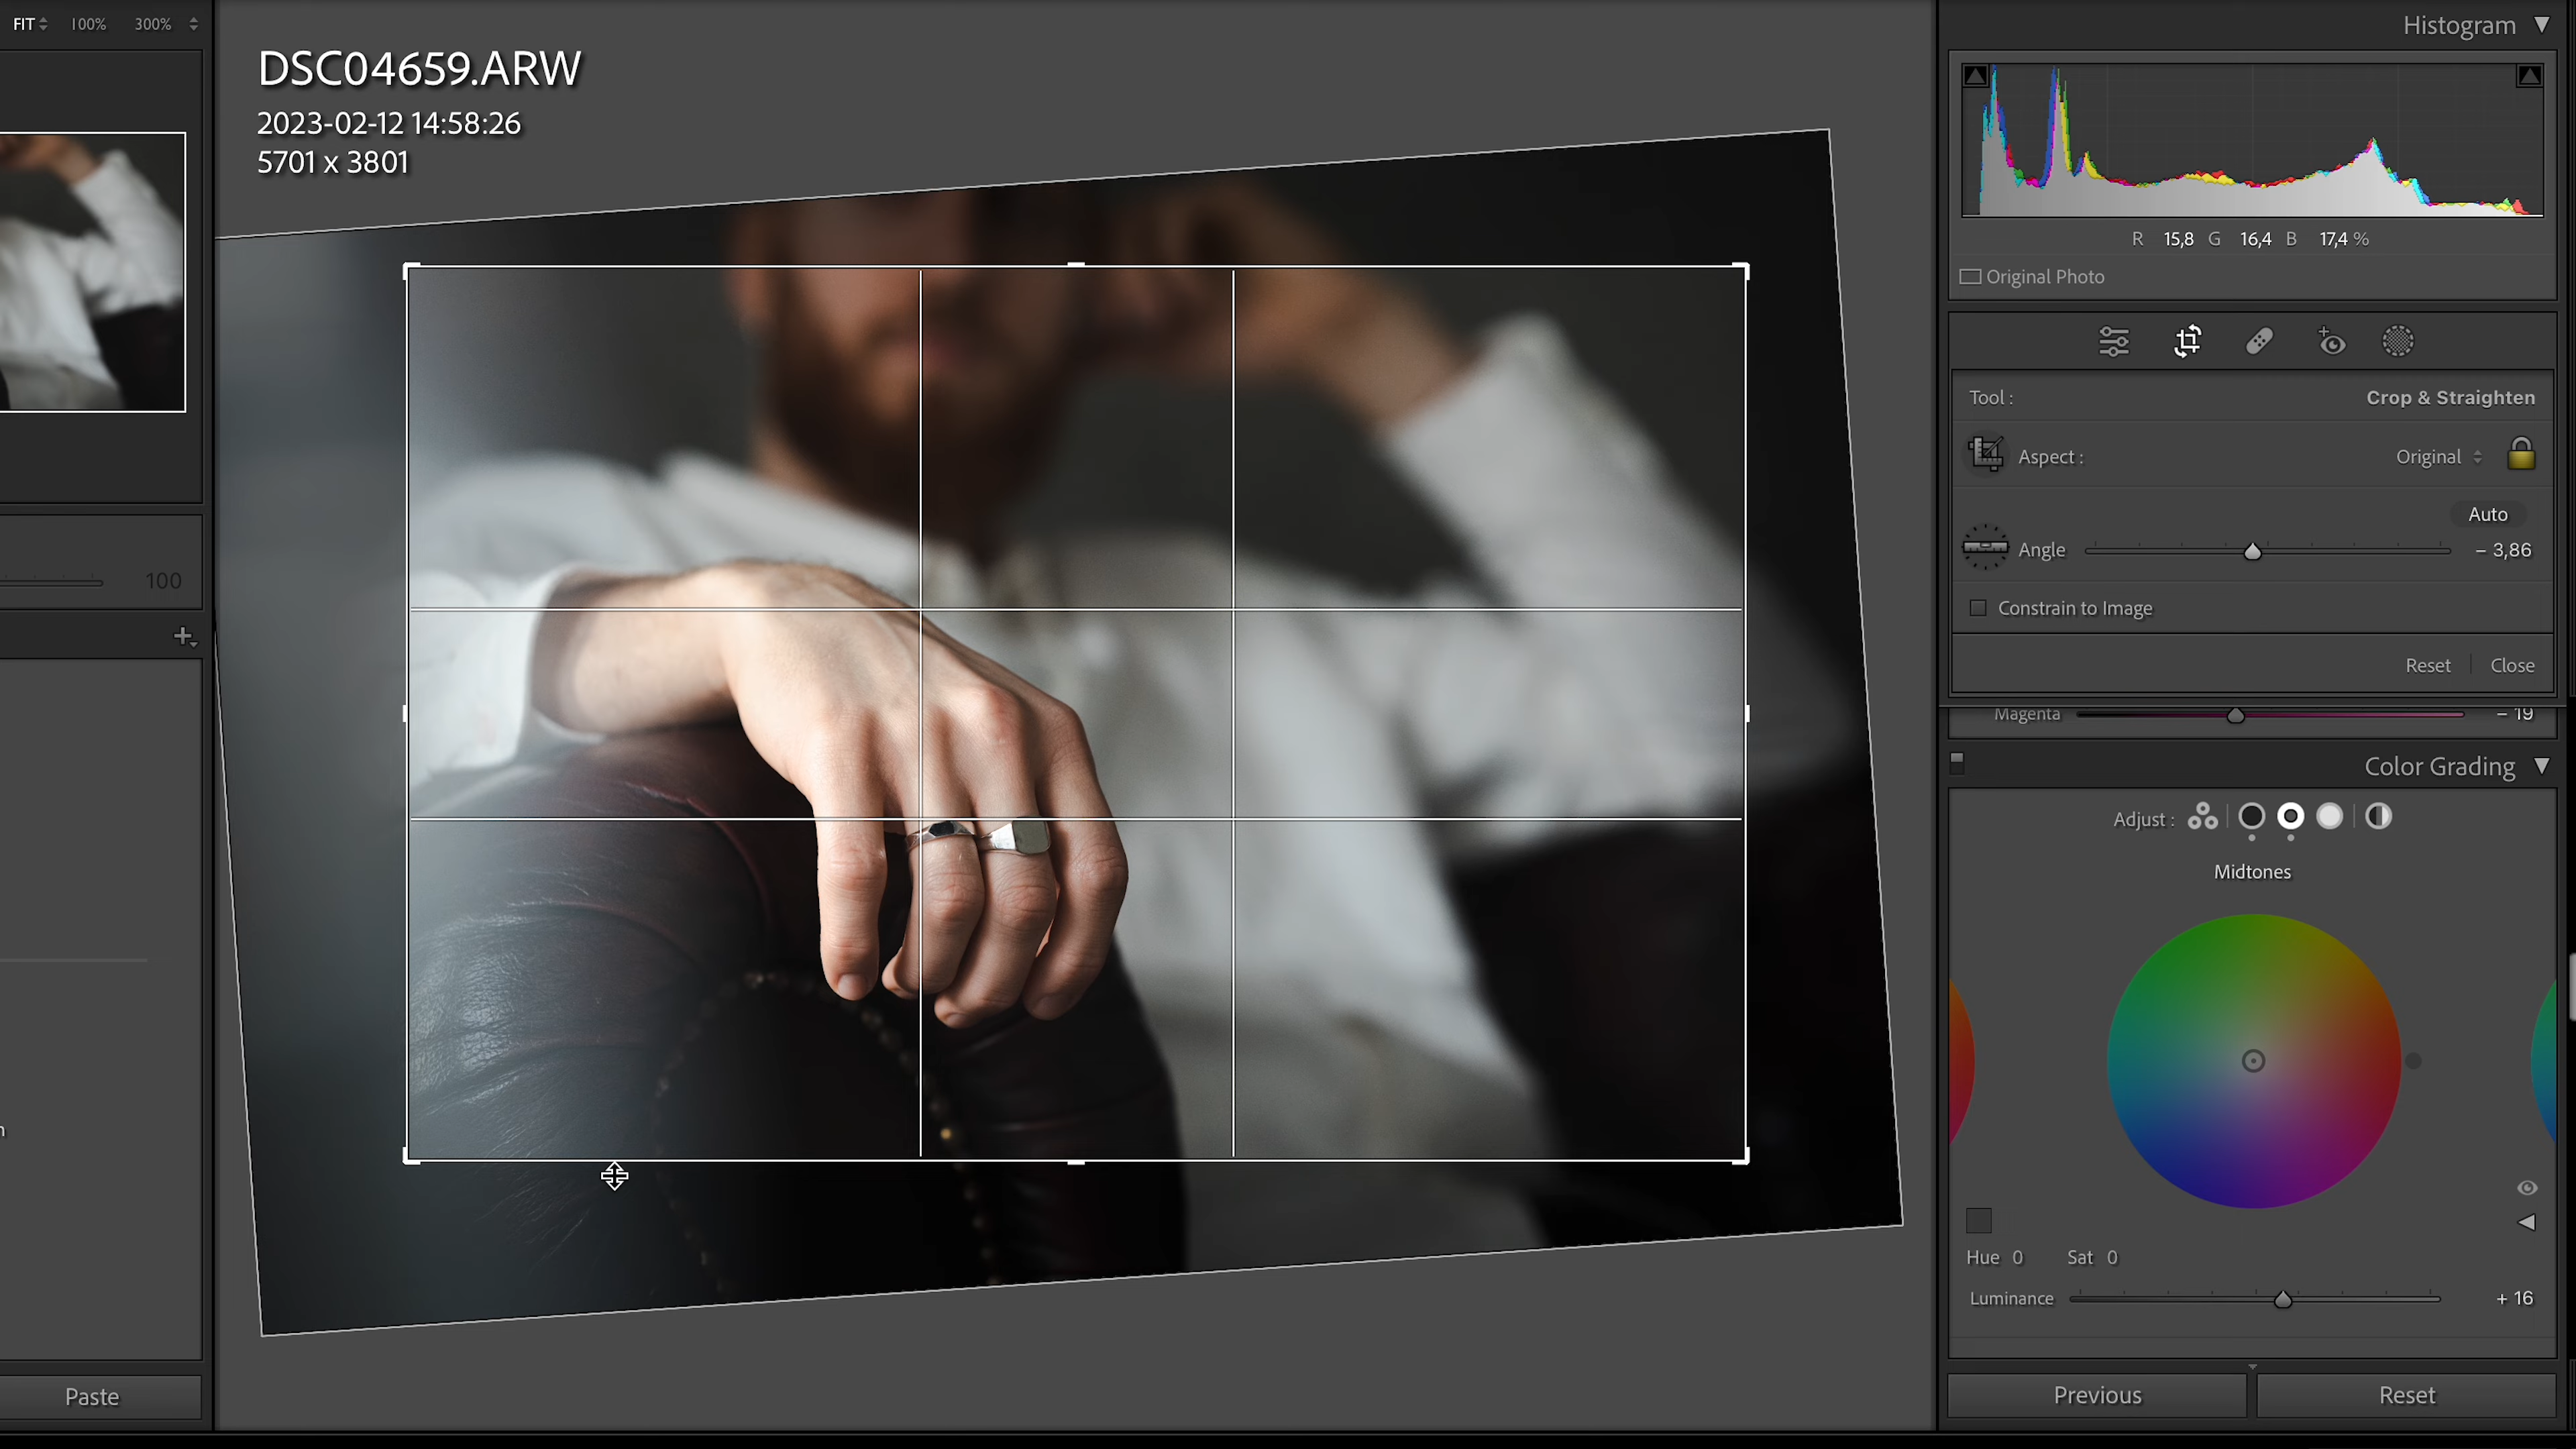 FIT 100% 300%
DSC04659.ARW
2023-02-12 14:58:26
5701 x 3801
100
Paste
Histogram
R 15,8 G 16,4 B 17,4 %
Original Photo
Tool : Crop & Straighten
Aspect : Original
Auto
Angle – 3,86
Constrain to Image
Reset Close
Magenta – 19
Color Grading
Adjust :
Midtones
Hue 0 Sat 0
Luminance + 16
Previous Reset